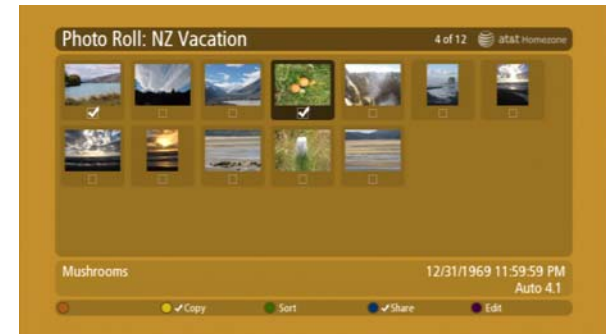 Photo Roll: NZ Vacation 4 of 12 at&t Homezone
Mushrooms 12/31/1969 11:59:59 PM
Auto 4.1
Copy Sort Share Edit